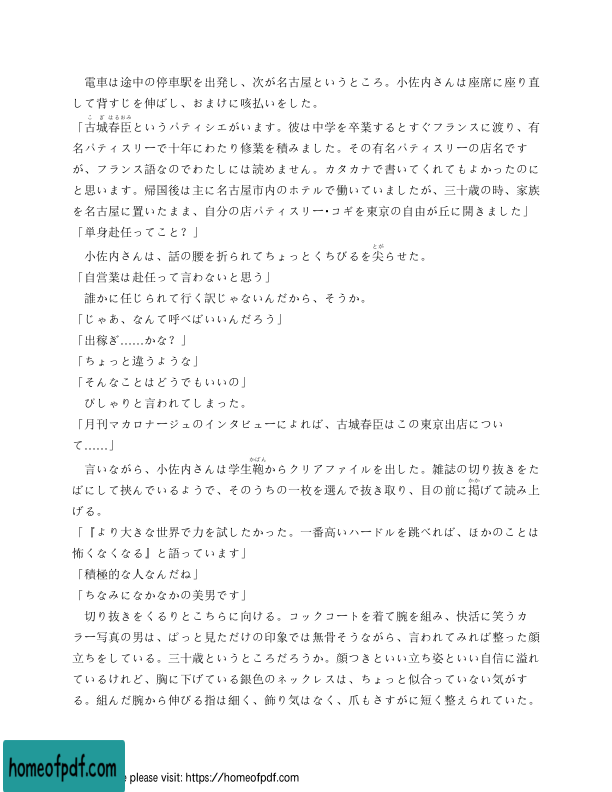 電車は途中の停車駅を出発し、次が名古屋というところ。小佐内さんは座席に座り直
して背すじを伸ばし、おまけに咳払いをした。
こぎはるおみ
「古城春臣というパティシエがいます。彼は中学を卒業するとすぐフランスに渡り、有
名パティスリーで十年にわたり修業を積みました。その有名パティスリーの店名です
が、フランス語なのでわたしには読めません。カタカナで書いてくれてもよかったのに
と思います。帰国後は主に名古屋市内のホテルで働いていましたが、三十歳の時、家族
を名古屋に置いたまま、自分の店パティスリー・コギを東京の自由が丘に開きました」
「単身赴任ってこと？」
とが
小佐内さんは、話の腰を折られてちょっとくちびるを尖らせた。
「自営業は赴任って言わないと思う」
誰かに任じられて行く訳じゃないんだから、そうか。
「じゃあ、なんて呼べばいいんだろう」
「出稼ぎ……かな？」
「ちょっと違うような」
「そんなことはどうでもいいの」
ぴしゃりと言われてしまった。
「月刊マカロナージュのインタビューによれば、古城春臣はこの東京出店につい
て……」
かばん
言いながら、小佐内さんは学生鞄からクリアファイルを出した。雑誌の切り抜きをた
かか
ばにして挟んでいるようで、そのうちの一枚を選んで抜き取り、目の前に掲げて読み上
げる。
「『より大きな世界で力を試したかった。一番高いハードルを跳べれば、ほかのことは
怖くなくなる』と語っています」
「積極的な人なんだね」
「ちなみになかなかの美男です」
切り抜きをくるりとこちらに向ける。コックコートを着て腕を組み、快活に笑うカ
ラー写真の男は、ぱっと見ただけの印象では無骨そうながら、言われてみれば整った顔
立ちをしている。三十歳というところだろうか。顔つきといい立ち姿といい自信に溢れ
ているけれど、胸に下げている銀色のネックレスは、ちょっと似合っていない気がす
る。組んだ腕から伸びる指は細く、飾り気はなく、爪もさすがに短く整えられていた。
homeofpdf.com
e please visit: https://homeofpdf.com